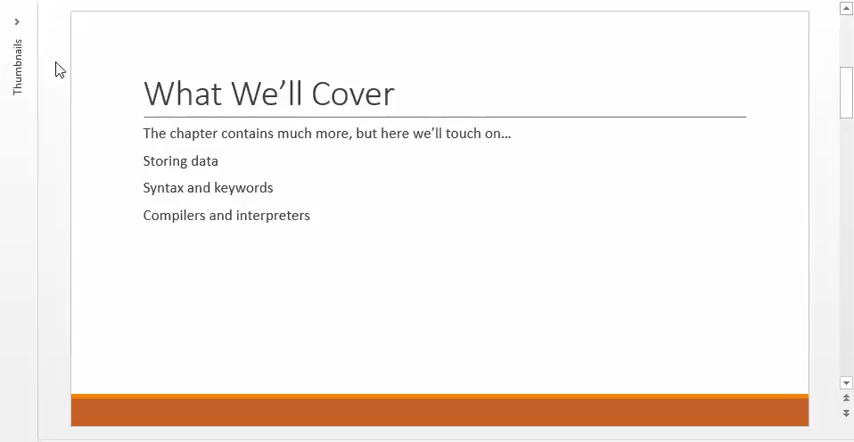 Thumbnails
What We’ll Cover
The chapter contains much more, but here we’ll touch on…
Storing data
Syntax and keywords
Compilers and interpreters